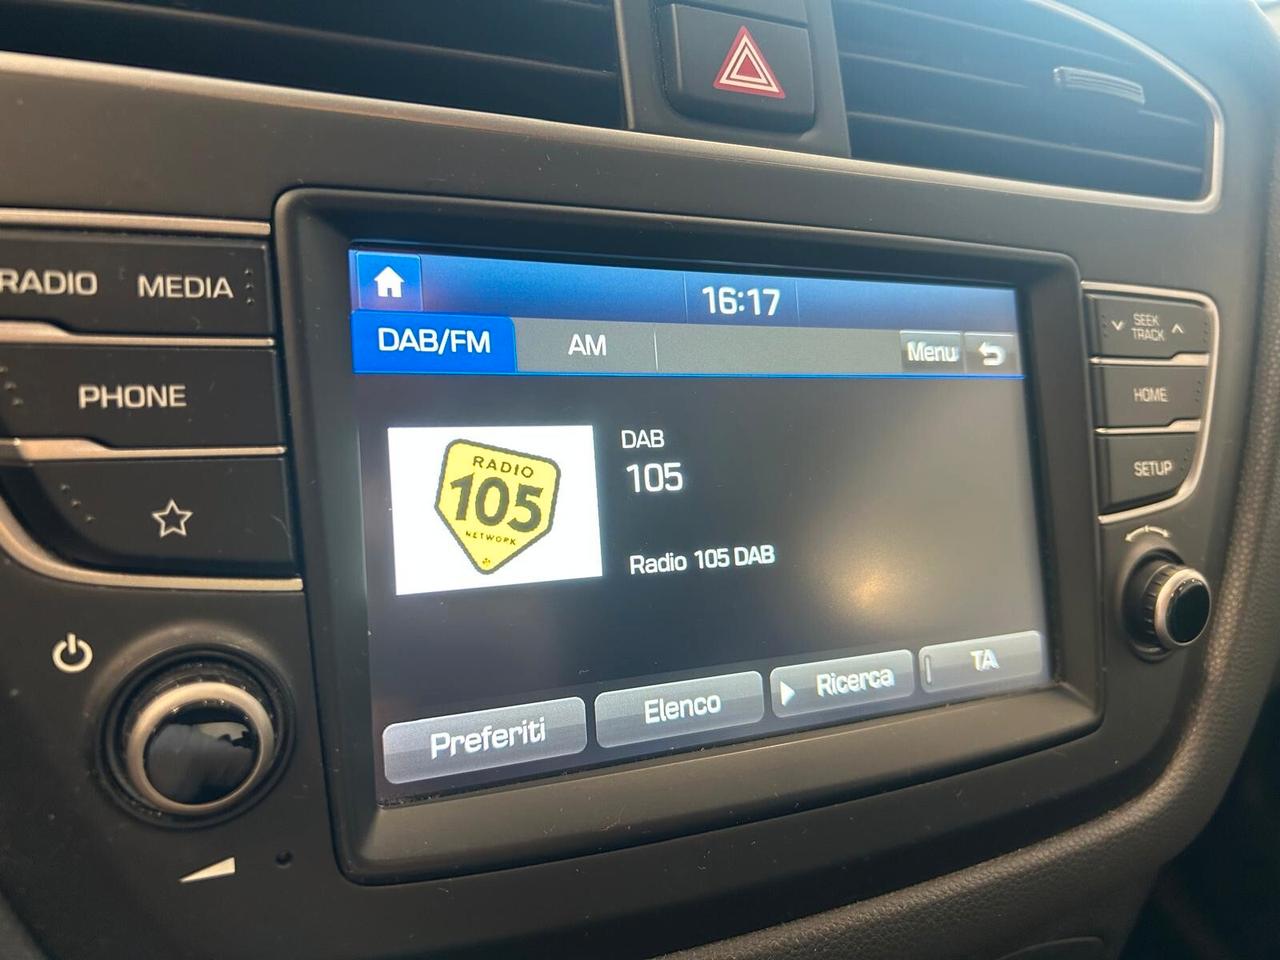 RADIO MEDIA
PHONE
16:17
DAB/FM AM Menu
RADIO
105
NETWORK
DAB
105
Radio 105 DAB
Preferiti Elenco Ricerca TA
SEEK
TRACK
HOME
SETUP